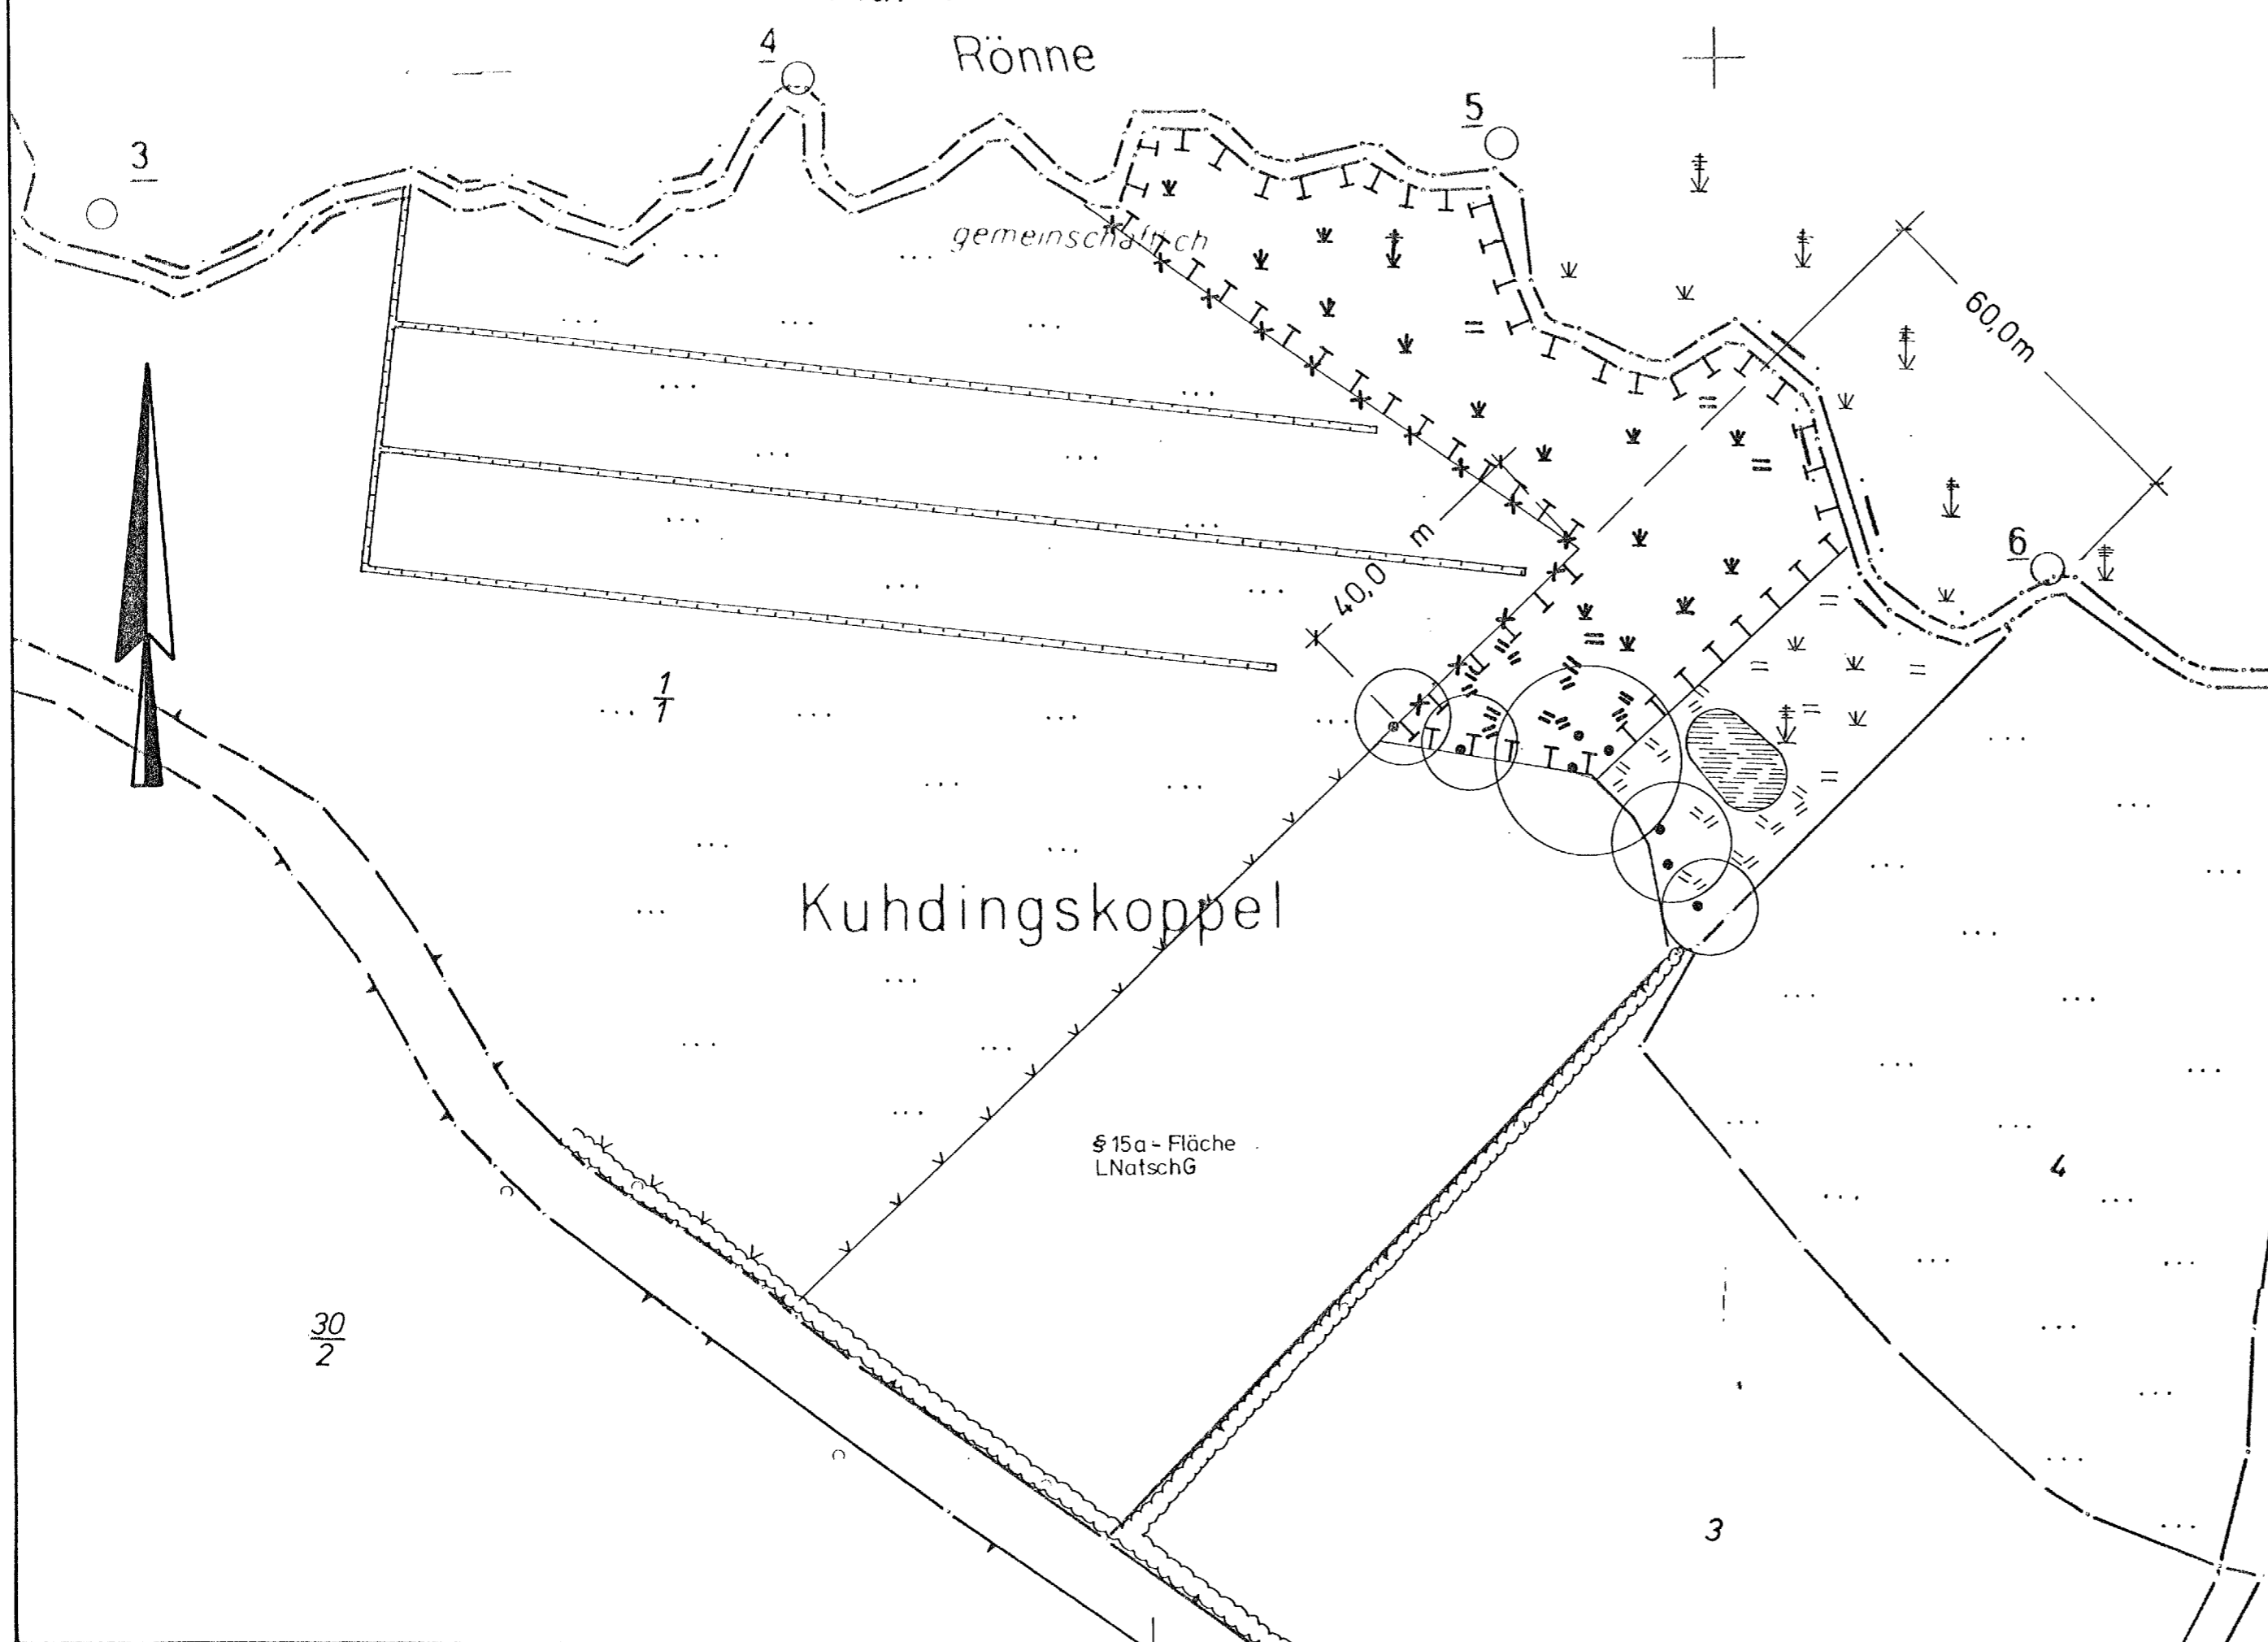 4
Rönne
5
3
gemeinschaftlich
60,0m
6
40,0 m
1
1
Kuhdingskoppel
§ 15a - Fläche
LNatschG
4
30
2
3